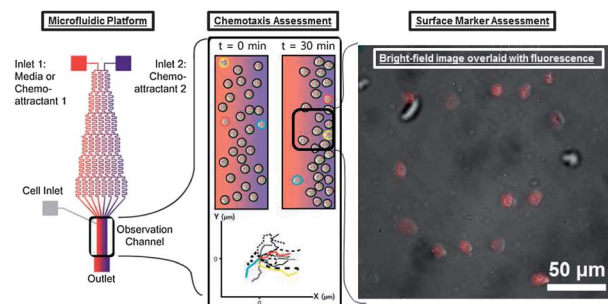 Microfluidic Platform
Inlet 1:
Media or
Chemo-
attractant 1
Inlet 2:
Chemo-
attractant 2
Cell Inlet
Observation
Channel
Outlet
Chemotaxis Assessment
t = 0 min
t = 30 min
Y (µm)
0
0
X (µm)
Surface Marker Assessment
Bright-field image overlaid with fluorescence
50 µm